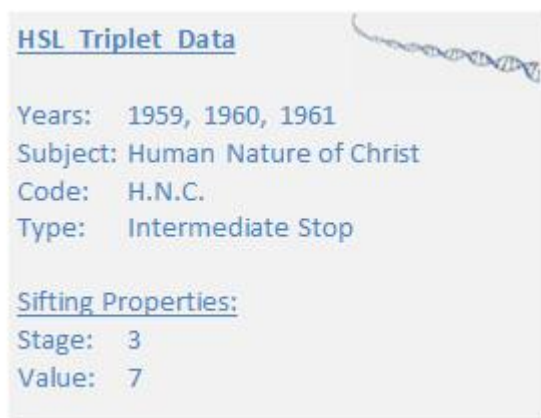 HSL Triplet Data
Years: 1959, 1960, 1961
Subject: Human Nature of Christ
Code: H.N.C.
Type: Intermediate Stop
Sifting Properties:
Stage: 3
Value: 7